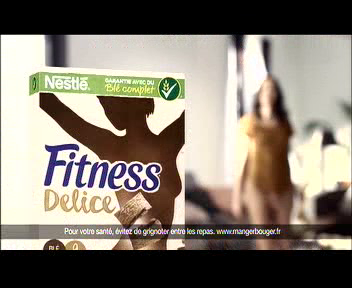 Nestlé
GARANTIE AVEC DU
Blé complet
Fitness
Delice
BLÉ
Pour votre santé, évitez de grignoter entre les repas. www.mangerbouger.fr